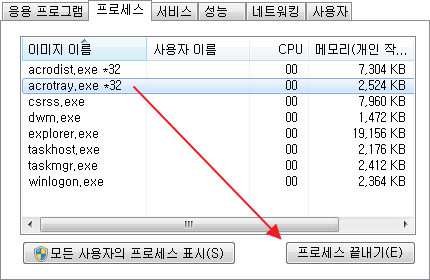 응용 프로그램 프로세스 서비스 성능 네트워킹 사용자
이미지 이름 사용자 이름 CPU 메모리(개인 작...
acrodist,exe *32 00 7,304 KB
acrotray,exe *32 00 2,524 KB
csrss,exe 00 7,960 KB
dwm,exe 00 1,472 KB
explorer,exe 00 19,156 KB
taskhost,exe 00 2,176 KB
taskmgr,exe 00 2,412 KB
winlogon,exe 00 2,364 KB
모든 사용자의 프로세스 표시(S) 프로세스 끝내기(E)